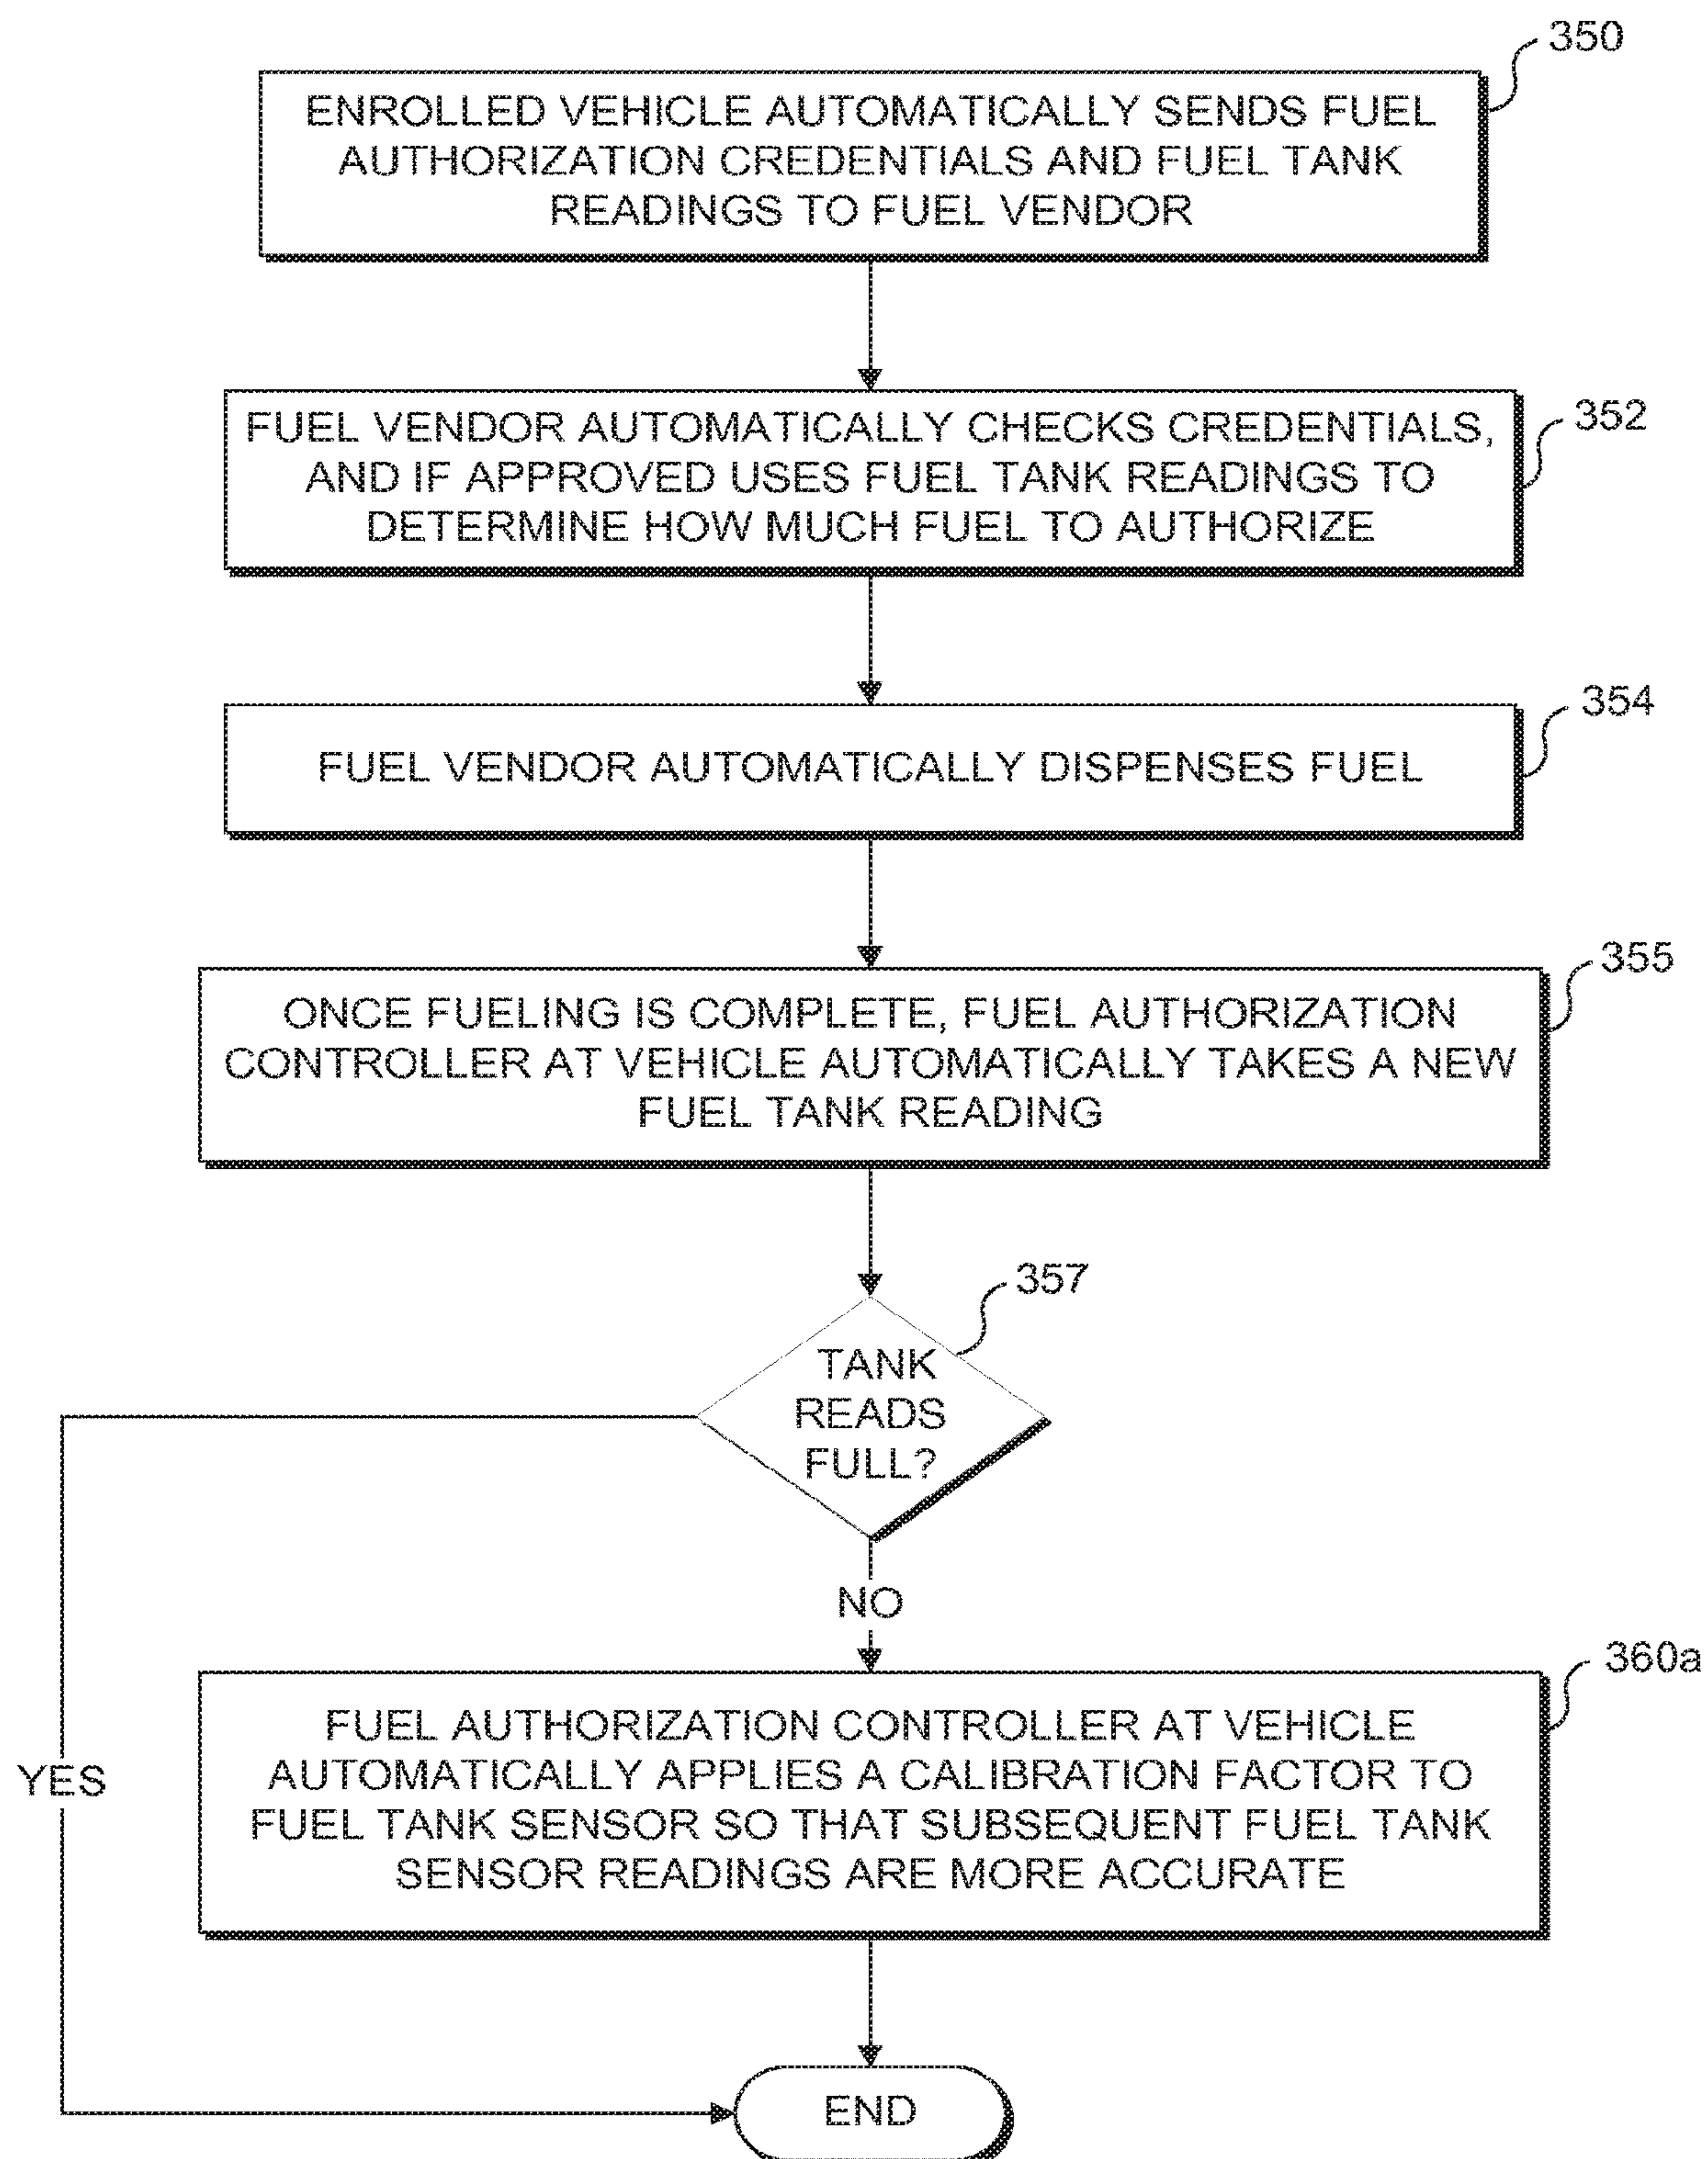 350
ENROLLED VEHICLE AUTOMATICALLY SENDS FUEL
AUTHORIZATION CREDENTIALS AND FUEL TANK
READINGS TO FUEL VENDOR
352
FUEL VENDOR AUTOMATICALLY CHECKS CREDENTIALS,
AND IF APPROVED USES FUEL TANK READINGS TO
DETERMINE HOW MUCH FUEL TO AUTHORIZE
354
FUEL VENDOR AUTOMATICALLY DISPENSES FUEL
355
ONCE FUELING IS COMPLETE, FUEL AUTHORIZATION
CONTROLLER AT VEHICLE AUTOMATICALLY TAKES A NEW
FUEL TANK READING
357
TANK
READS
FULL?
NO
360a
FUEL AUTHORIZATION CONTROLLER AT VEHICLE
AUTOMATICALLY APPLIES A CALIBRATION FACTOR TO
FUEL TANK SENSOR SO THAT SUBSEQUENT FUEL TANK
SENSOR READINGS ARE MORE ACCURATE
YES
END